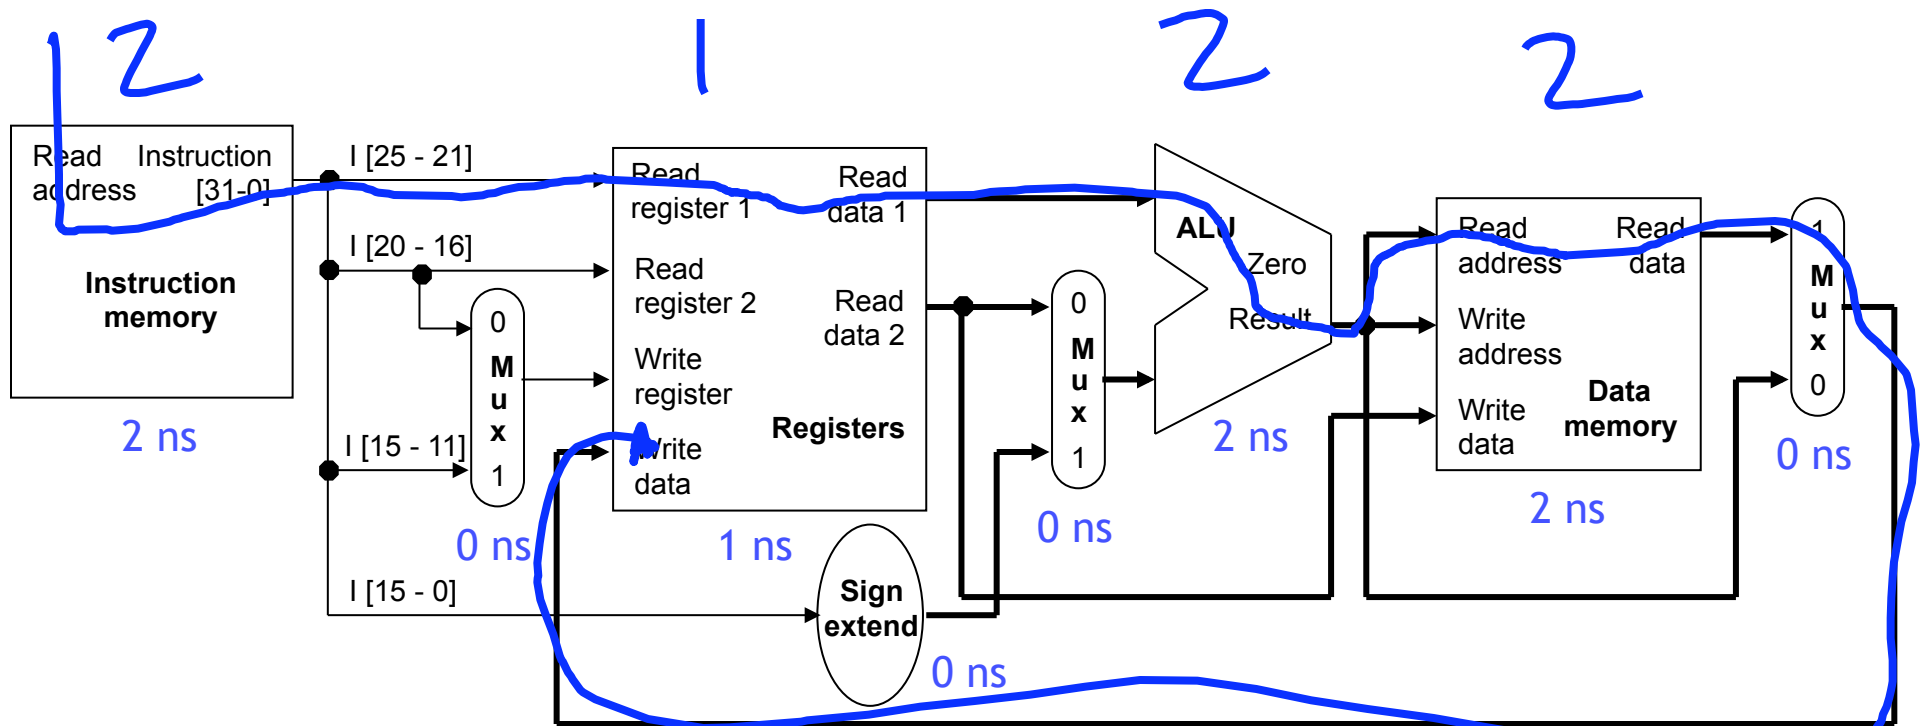 2
1
2
2
Read Instruction
address [31-0]
Instruction
memory
2 ns
I [25 - 21]
I [20 - 16]
I [15 - 11]
I [15 - 0]
0
M
u
x
1
0 ns
Read
register 1
Read
data 1
Read
register 2
Read
data 2
Write
register
Registers
Write
data
1 ns
Sign
extend
0 ns
0
M
u
x
1
0 ns
ALU
Zero
Result
2 ns
Read
address
Read
data
Write
address
Write
data
Data
memory
2 ns
1
M
u
x
0
0 ns